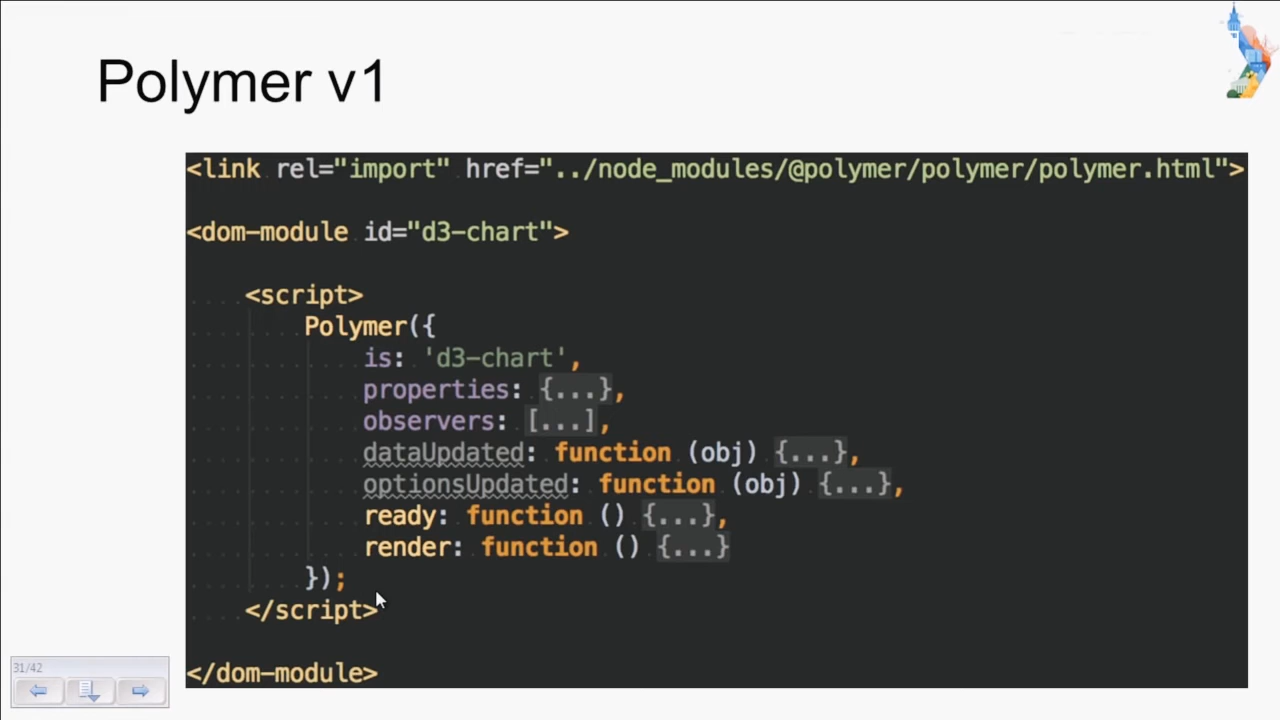 Polymer v1
<link rel="import" href="../node_modules/@polymer/polymer/polymer.html">
<dom-module id="d3-chart">
<script>
Polymer({
is: 'd3-chart',
properties: {...},
observers: [...],
dataUpdated: function (obj) {...},
optionsUpdated: function (obj) {...},
ready: function () {...},
render: function () {...}
});
</script>
</dom-module>
31/42